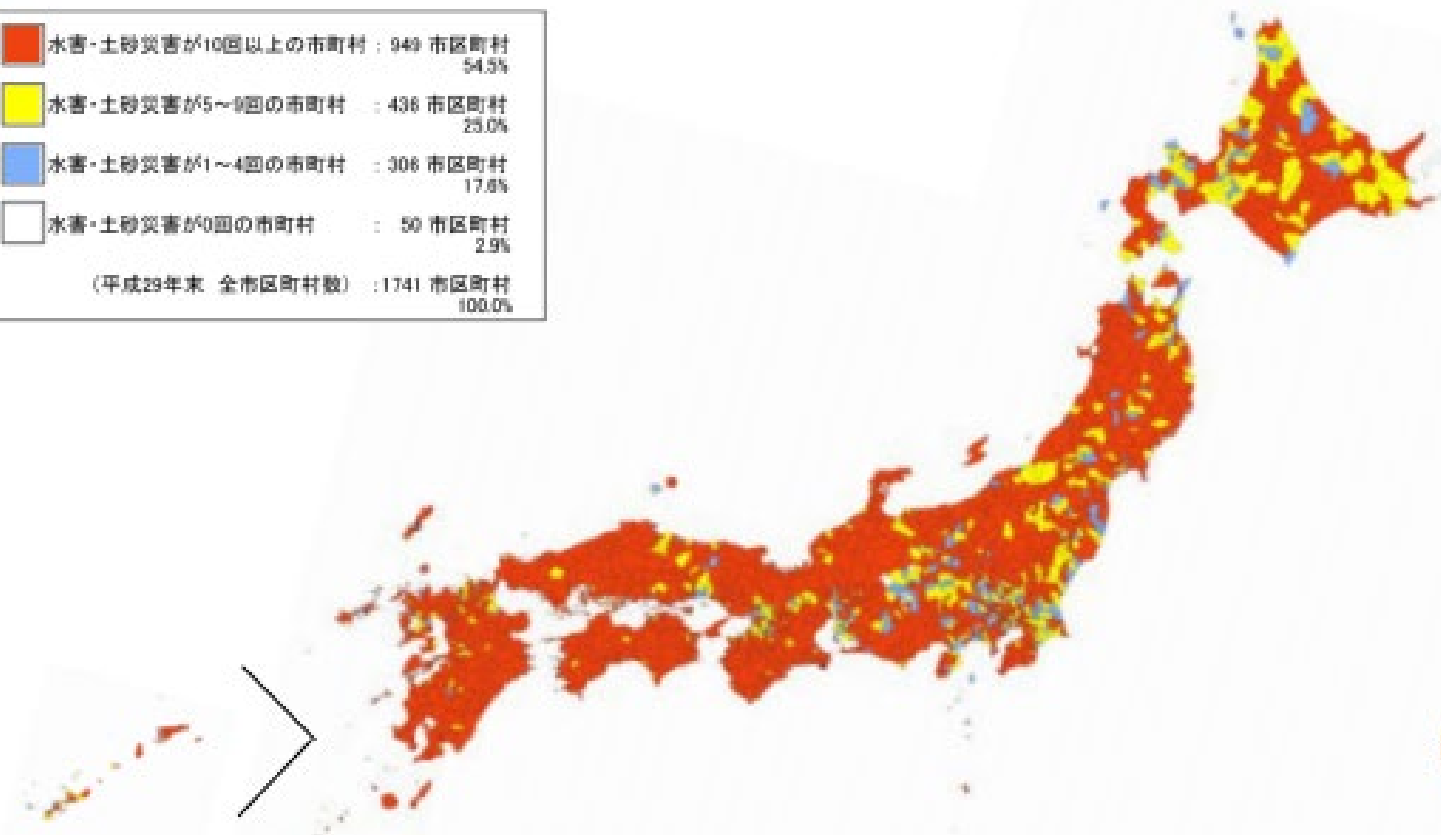 水害・土砂災害が10回以上の市町村 : 949 市区町村
54.5%
水害・土砂災害が5～9回の市町村 : 436 市区町村
25.0%
水害・土砂災害が1～4回の市町村 : 306 市区町村
17.6%
水害・土砂災害が0回の市町村 : 50 市区町村
2.9%
(平成29年末 全市区町村数) :1741 市区町村
100.0%